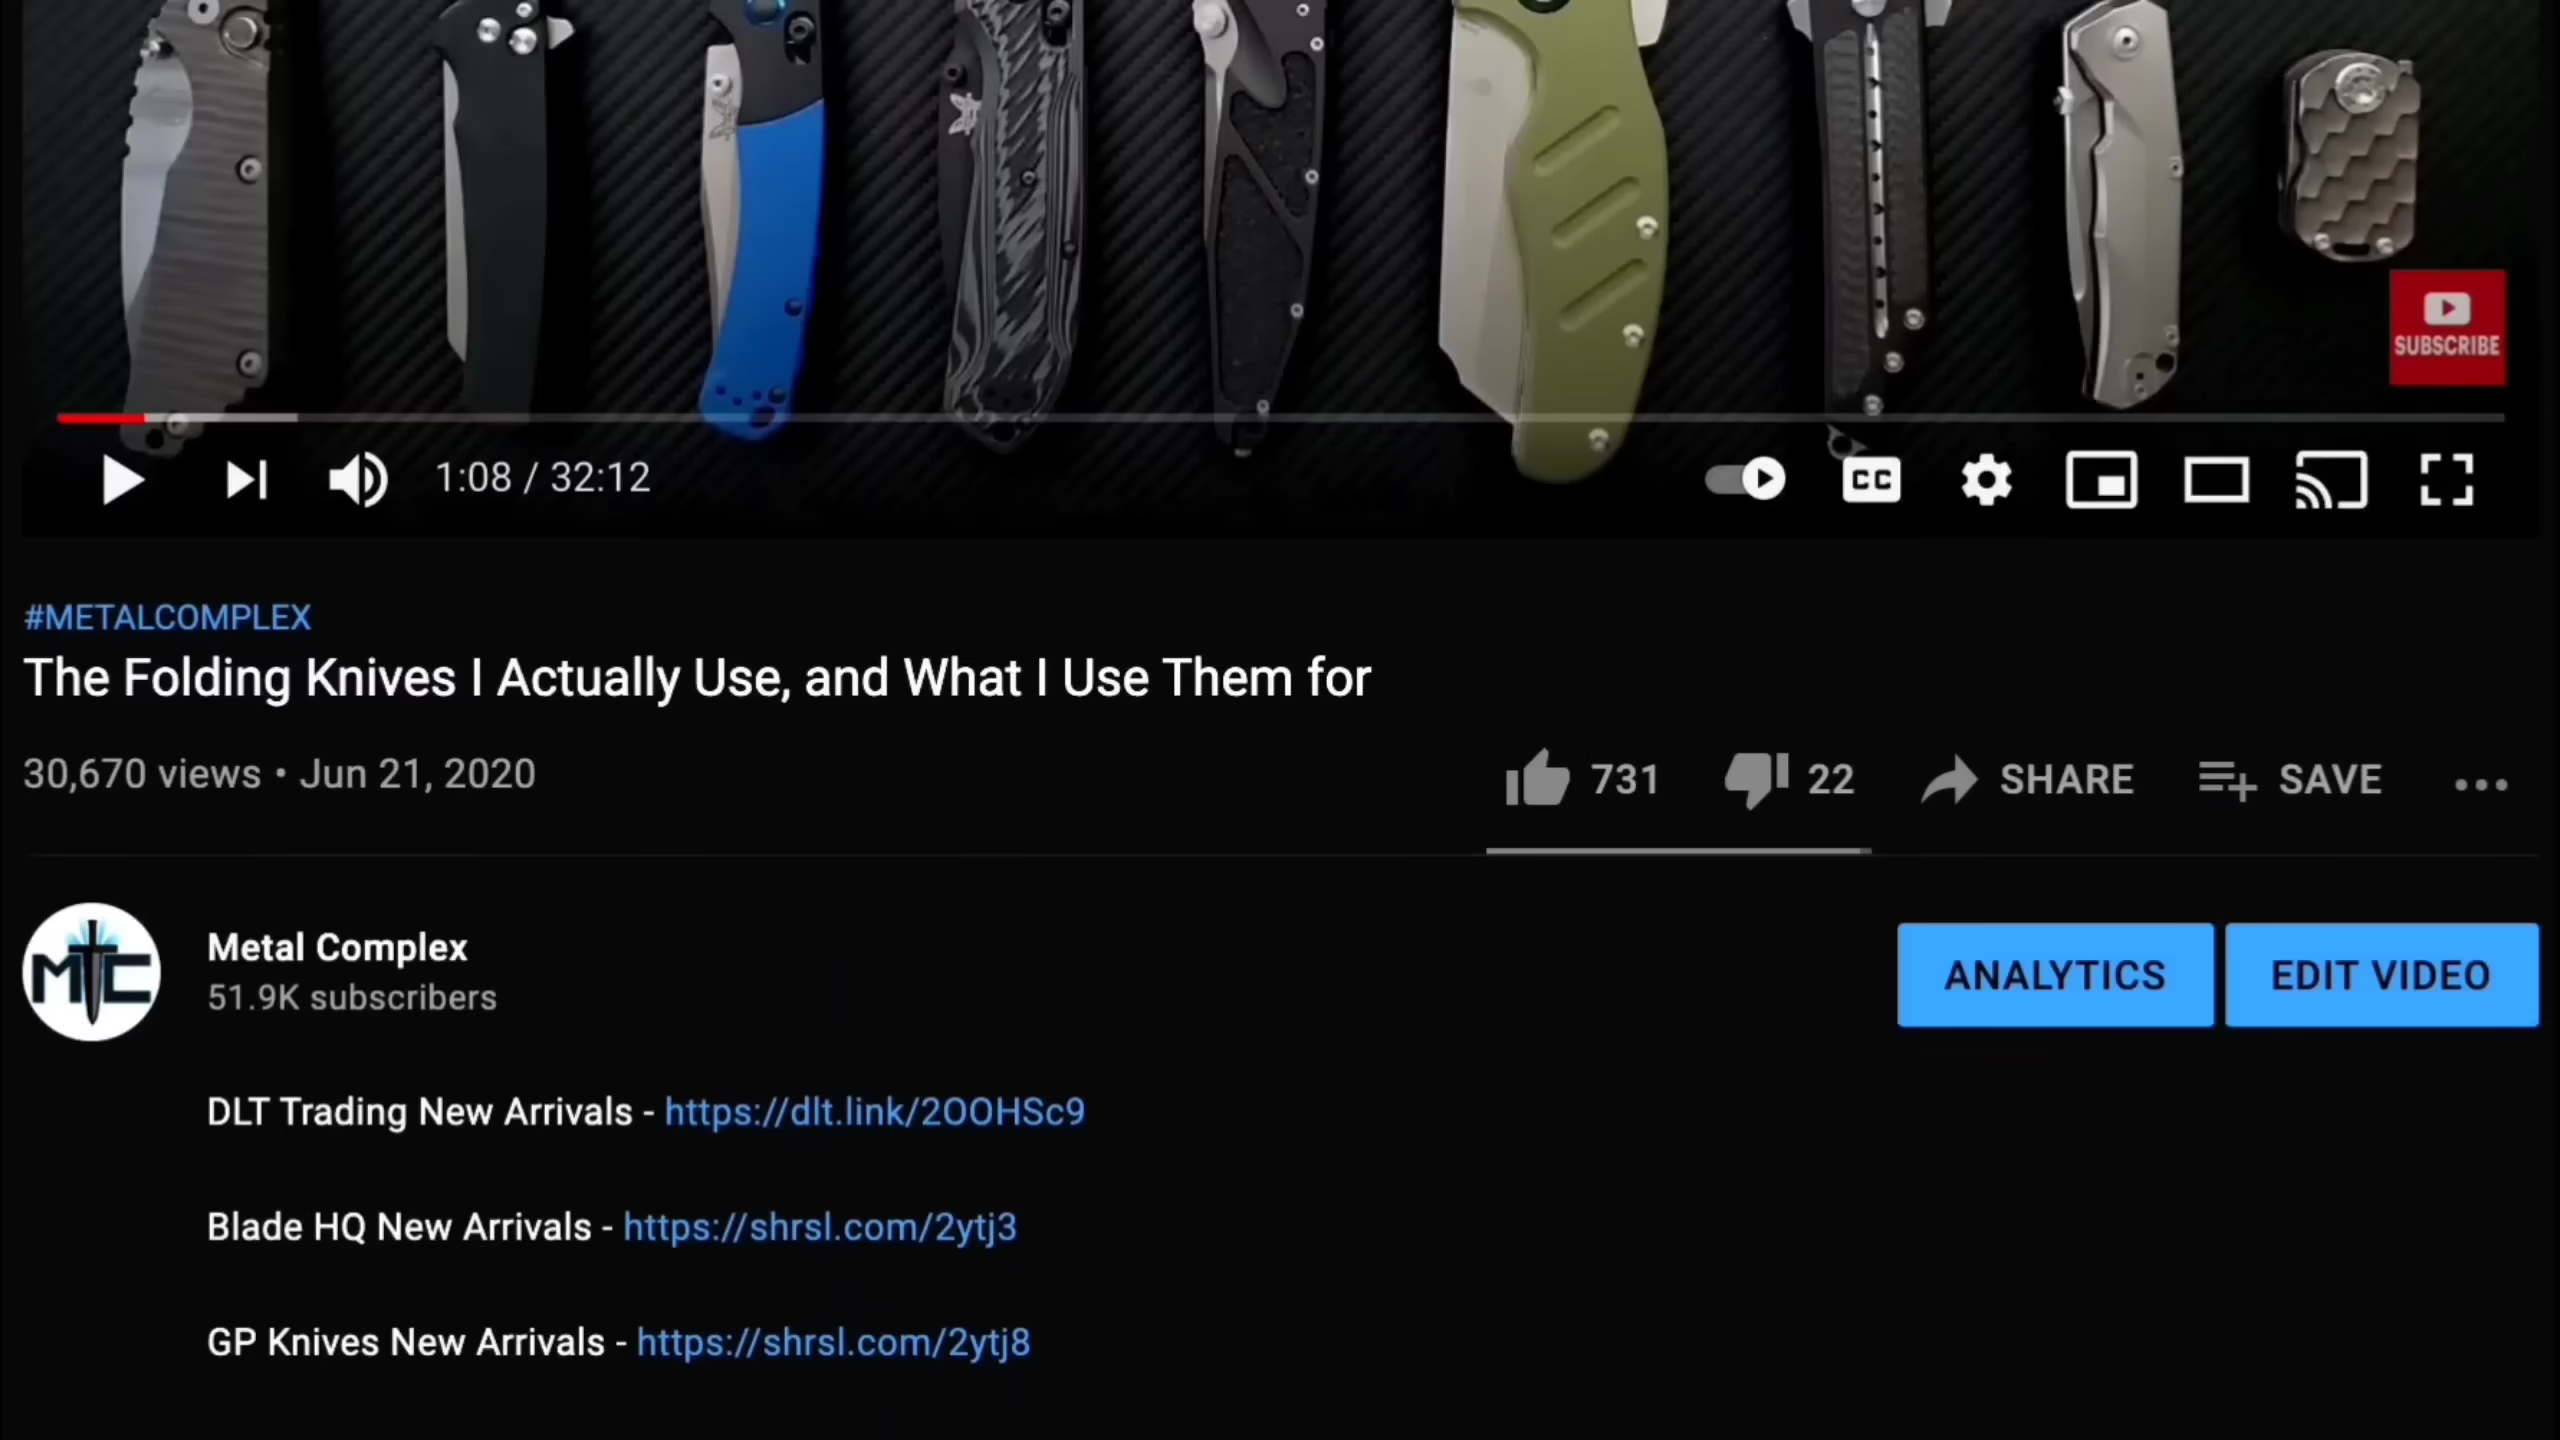 SUBSCRIBE
1:08 / 32:12
CC
#METALCOMPLEX
The Folding Knives I Actually Use, and What I Use Them for
30,670 views • Jun 21, 2020
731
22
SHARE
SAVE
MTC
Metal Complex
51.9K subscribers
ANALYTICS
EDIT VIDEO
DLT Trading New Arrivals - https://dlt.link/2OOHSc9
Blade HQ New Arrivals - https://shrsl.com/2ytj3
GP Knives New Arrivals - https://shrsl.com/2ytj8